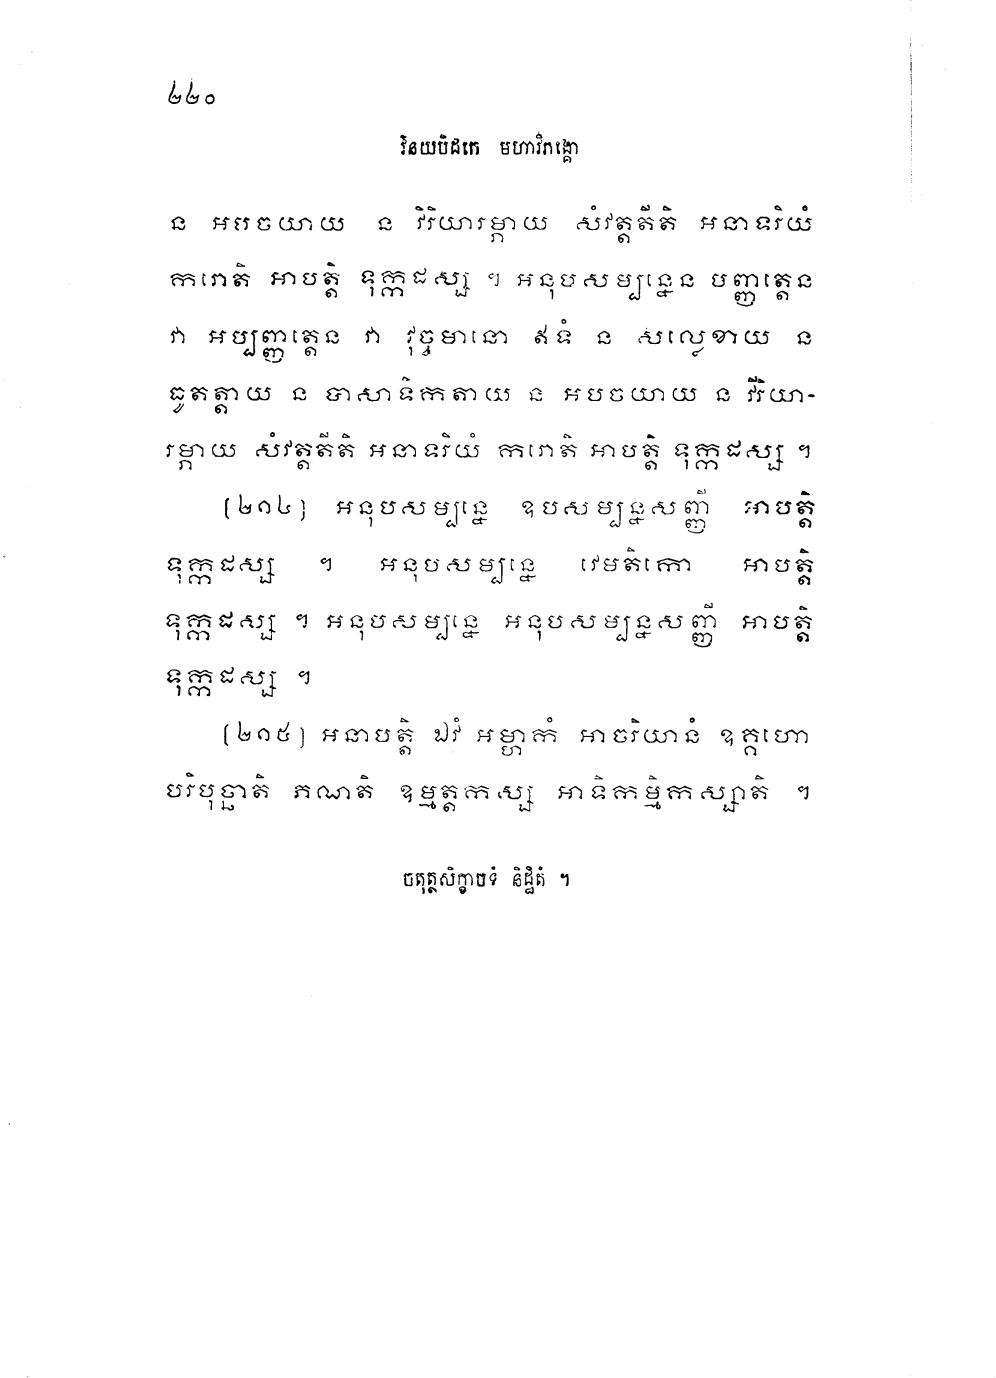 ៤៤០
វិនយបិដកេ មហាវិភង្គោ
ន អបចយាយ ន វិរិយារម្ភាយ សំវត្តតីតិ អនាទរិយំ
ករោតិ អាបត្តិ ទុក្កដស្ស ។ អនុបសម្បន្នេន បញ្ញត្តេន
វា អប្បញ្ញត្តេន វា វុច្ចមានោ ឥទំ ន សល្លេខាយ ន
ធូតត្តាយ ន បាសាទិកតាយ ន អបចយាយ ន វិរិយា-
រម្ភាយ សំវត្តតីតិ អនាទរិយំ ករោតិ អាបត្តិ ទុក្កដស្ស ។
(២១៤) អនុបសម្បន្នេ ឧបសម្បន្នសញ្ញី អាបត្តិ
ទុក្កដស្ស ។ អនុបសម្បន្នេ វេមតិកោ អាបត្តិ
ទុក្កដស្ស ។ អនុបសម្បន្នេ អនុបសម្បន្នសញ្ញី អាបត្តិ
ទុក្កដស្ស ។
(២១៥) អនាបត្តិ ឯវំ អម្ហាកំ អាចរិយានំ ឧគ្គហោ
បរិបុច្ឆាតិ ភណតិ ឧម្មត្តកស្ស អាទិកម្មិកស្សាតិ ។
ចតុត្ថសិក្ខាបទំ និដ្ឋិតំ ។